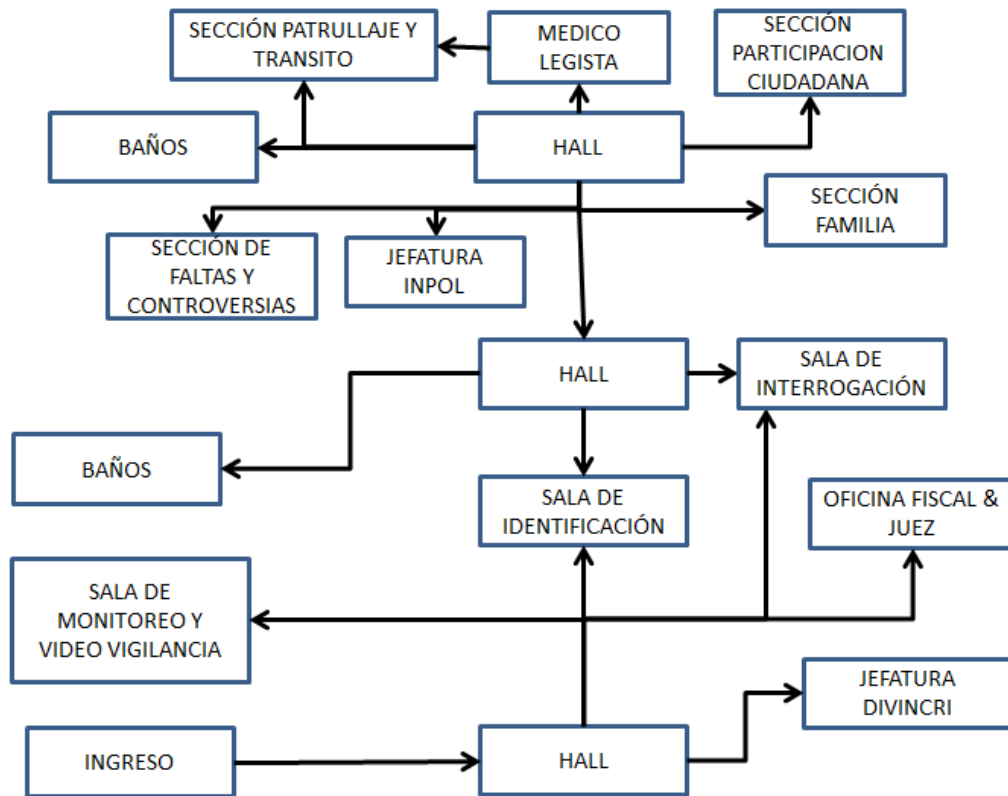 SECCIÓN PATRULLAJE Y
TRANSITO
MEDICO
LEGISTA
SECCIÓN
PARTICIPACION
CIUDADANA
BAÑOS
HALL
SECCIÓN
FAMILIA
SECCIÓN DE
FALTAS Y
CONTROVERSIAS
JEFATURA
INPOL
HALL
SALA DE
INTERROGACIÓN
BAÑOS
SALA DE
IDENTIFICACIÓN
OFICINA FISCAL &
JUEZ
SALA DE
MONITOREO Y
VIDEO VIGILANCIA
JEFATURA
DIVINCRI
INGRESO
HALL